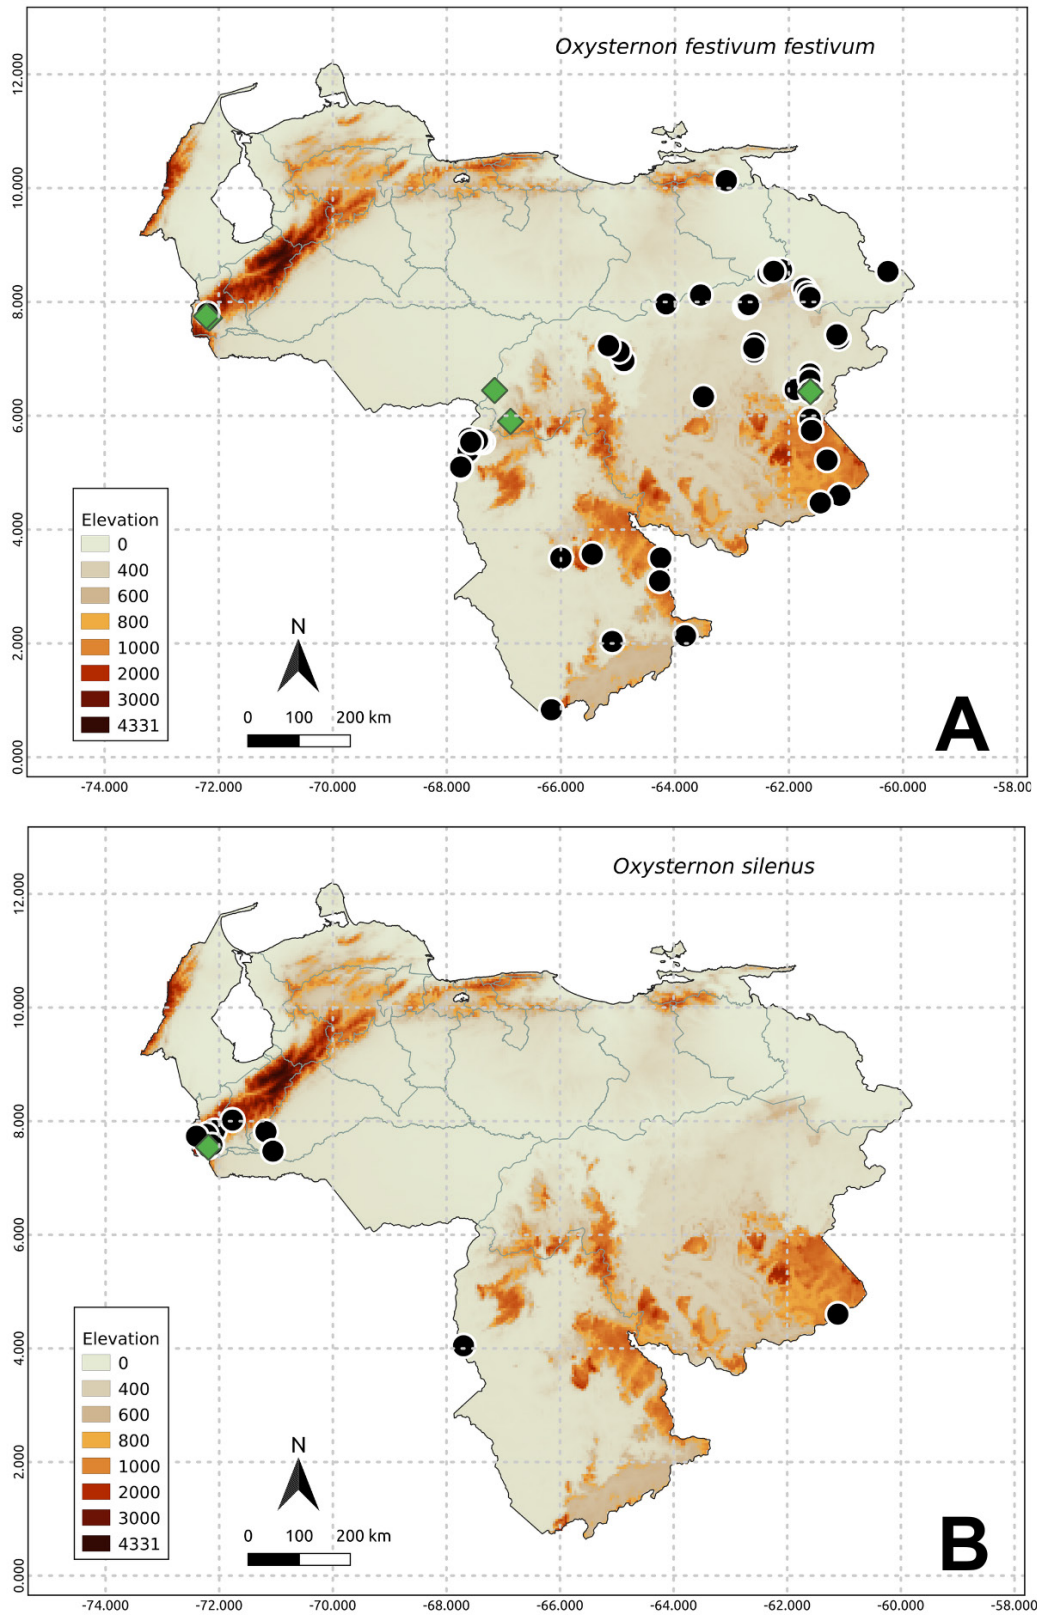 Oxysternon festivum festivum
12.000
10.000
8.000
6.000
4.000
2.000
0.000
Elevation
0
400
600
800
1000
2000
3000
4331
N
0 100 200 km
A
-74.000 -72.000 -70.000 -68.000 -66.000 -64.000 -62.000 -60.000 -58.00
Oxysternon silenus
12.000
10.000
8.000
6.000
4.000
2.000
0.000
Elevation
0
400
600
800
1000
2000
3000
4331
N
0 100 200 km
B
-74.000 -72.000 -70.000 -68.000 -66.000 -64.000 -62.000 -60.000 -58.000